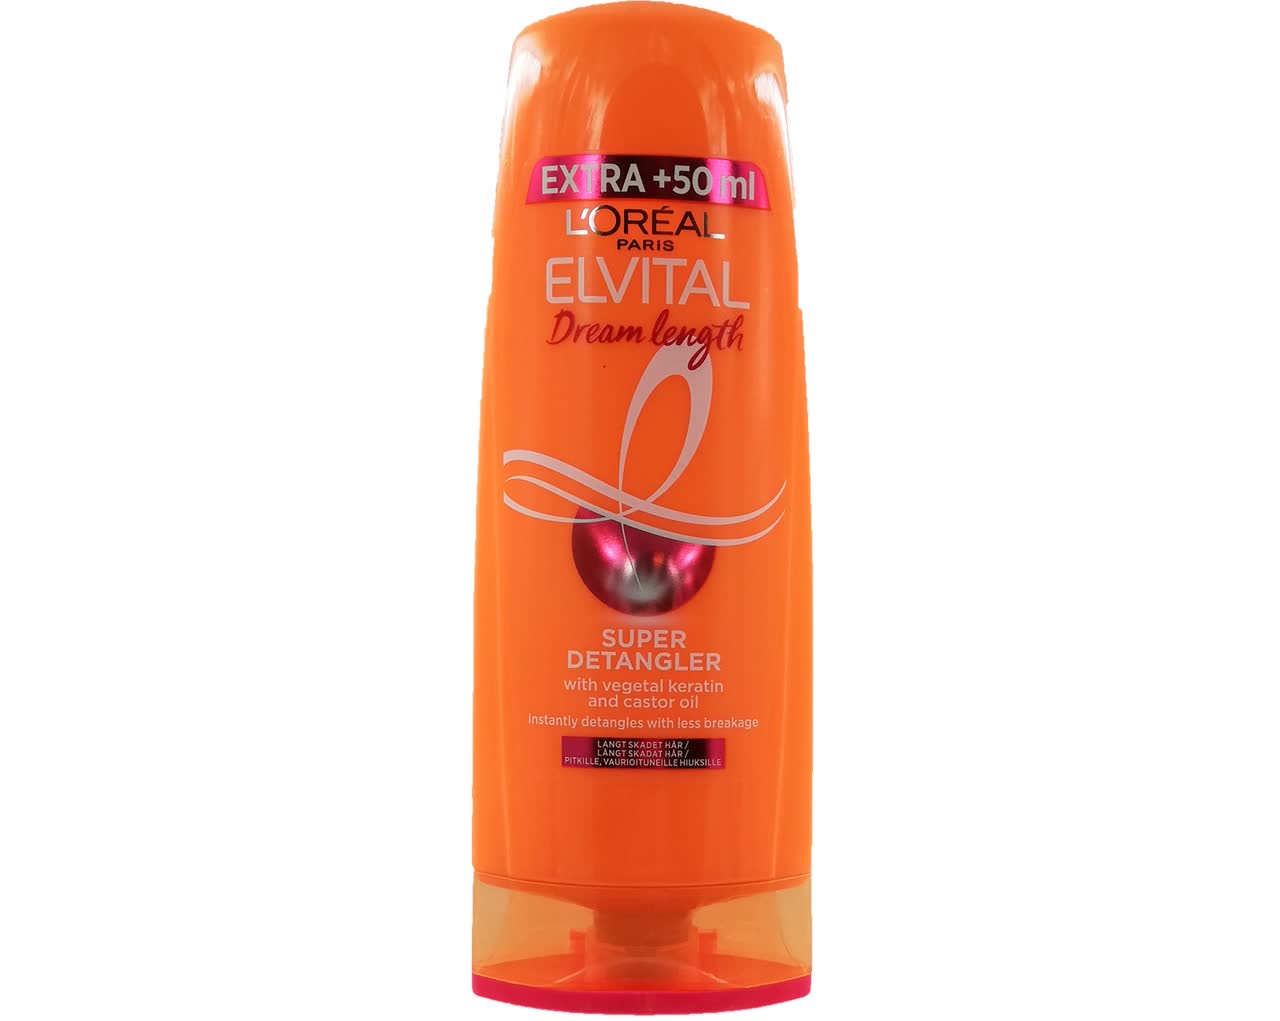 EXTRA +50 ml
L'ORÉAL
PARIS
ELVITAL
Dream length
SUPER
DETANGLER
with vegetal keratin
and castor oil
Instantly detangles with less breakage
LANGT SKADET HÅR /
LÅNGT SKADAT HÅR /
PITKILLE, VAURIOITUNEILLE HIUKSILLE